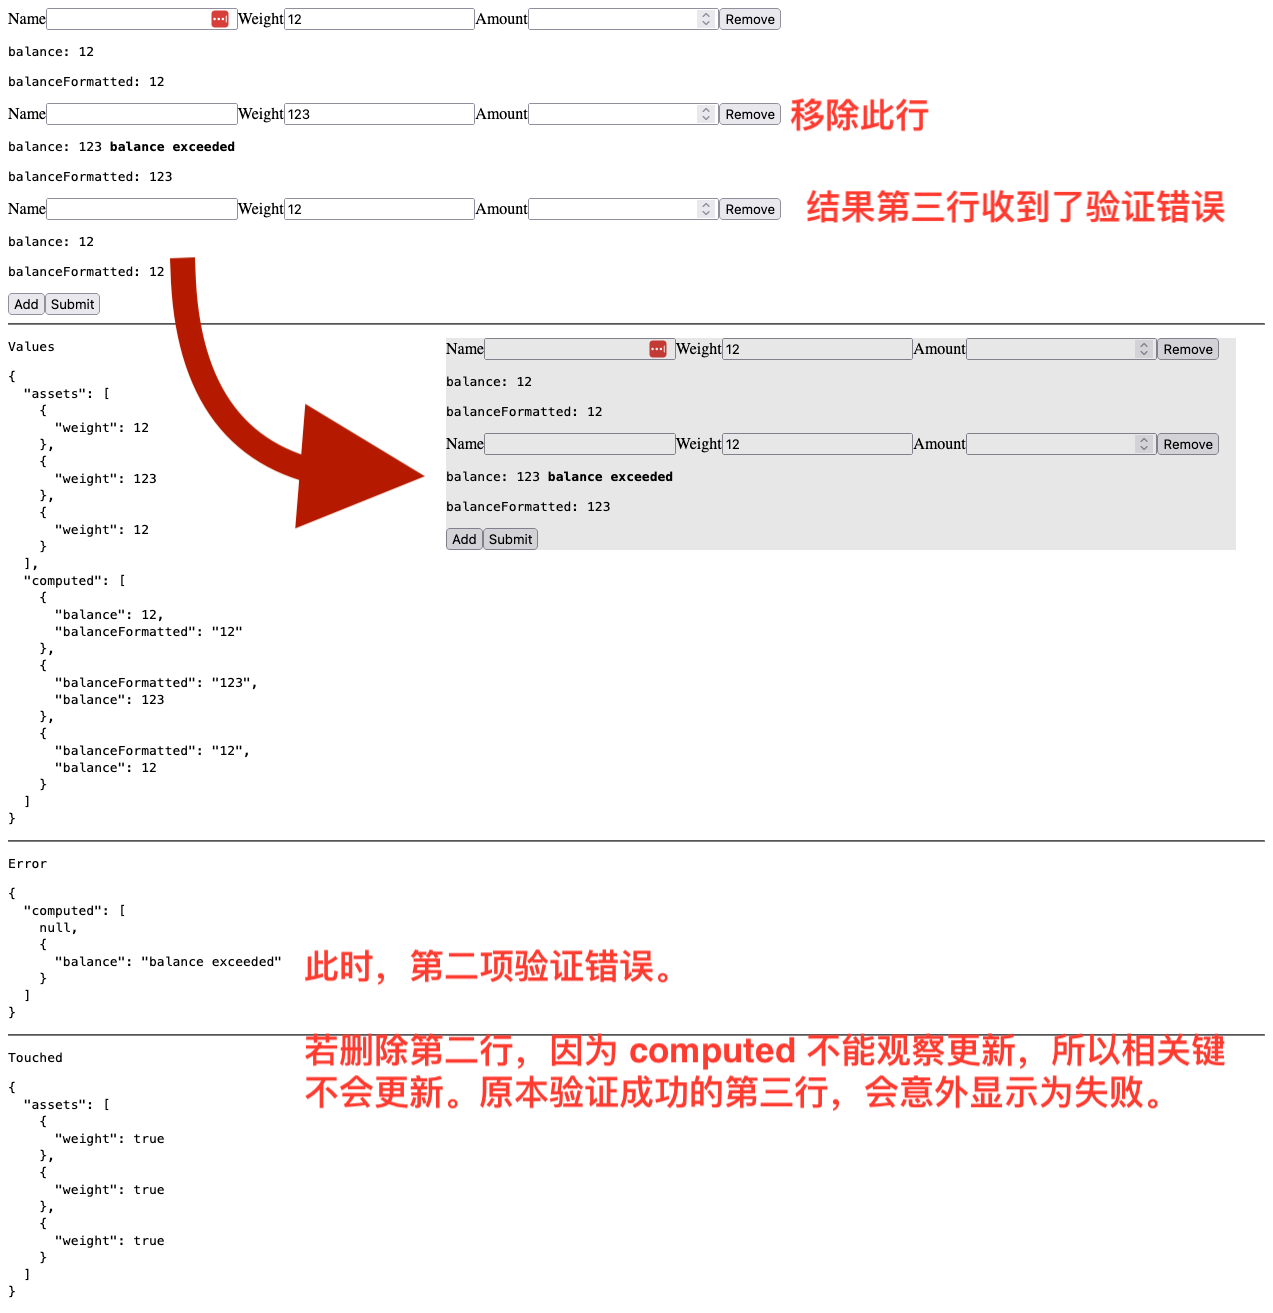 Name Weight 12 Amount Remove
balance: 12
balanceFormatted: 12
Name Weight 123 Amount Remove 移除此行
balance: 123 balance exceeded
balanceFormatted: 123
Name Weight 12 Amount Remove 结果第三行收到了验证错误
balance: 12
balanceFormatted: 12
Add Submit
Name Weight 12 Amount Remove
balance: 12
balanceFormatted: 12
Name Weight 12 Amount Remove
balance: 123 balance exceeded
balanceFormatted: 123
Add Submit
Values
{
  "assets": [
    {
      "weight": 12
    },
    {
      "weight": 123
    },
    {
      "weight": 12
    }
  ],
  "computed": [
    {
      "balance": 12,
      "balanceFormatted": "12"
    },
    {
      "balanceFormatted": "123",
      "balance": 123
    },
    {
      "balanceFormatted": "12",
      "balance": 12
    }
  ]
}
Error
{
  "computed": [
    null,
    {
      "balance": "balance exceeded"
    }
  ]
}
此时，第二项验证错误。
若删除第二行，因为 computed 不能观察更新，所以相关键
不会更新。原本验证成功的第三行，会意外显示为失败。
Touched
{
  "assets": [
    {
      "weight": true
    },
    {
      "weight": true
    },
    {
      "weight": true
    }
  ]
}